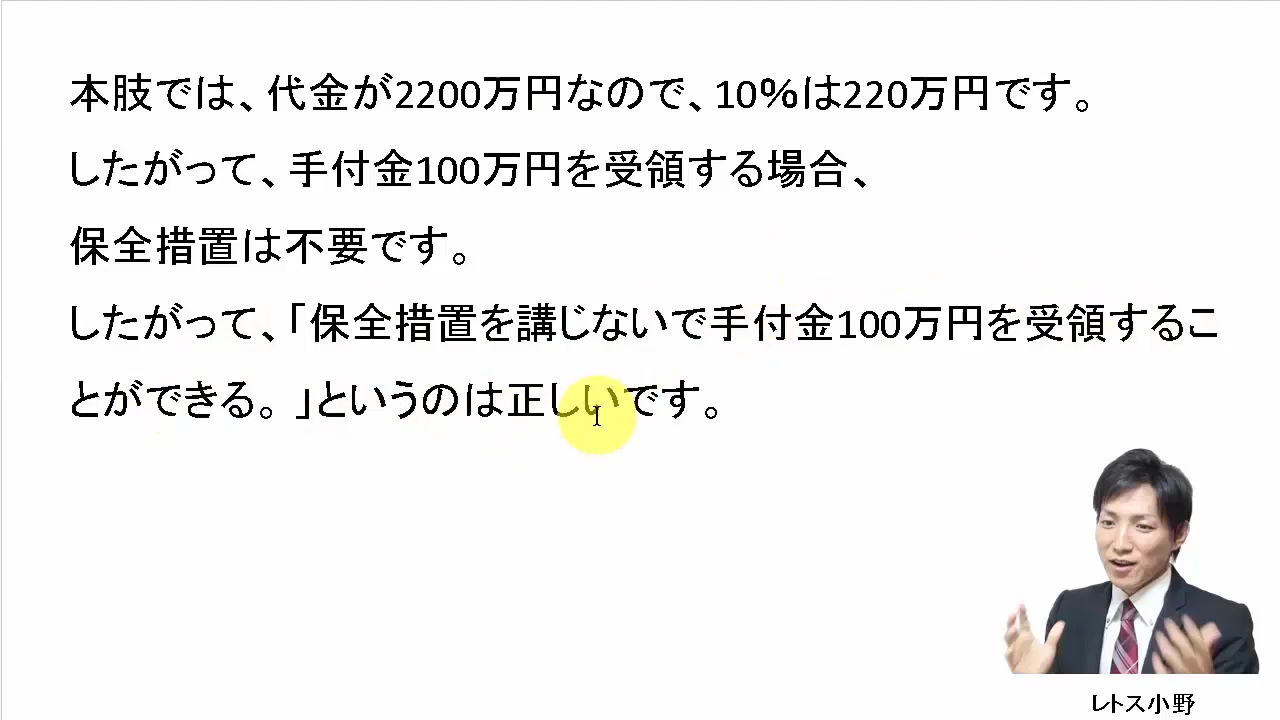 本肢では、代金が2200万円なので、10%は220万円です。
したがって、手付金100万円を受領する場合、
保全措置は不要です。
したがって、「保全措置を講じないで手付金100万円を受領するこ
とができる。」というのは正しいです。
レトス小野